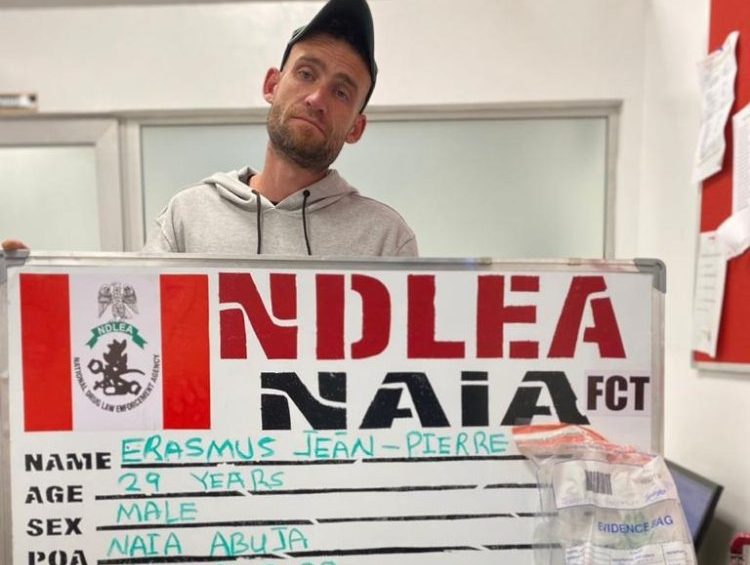 NDLEA
NDLEA
NATIONAL DRUG LAW ENFORCEMENT AGENCY
NAIA FCT
NAME ERASMUS JEAN-PIERRE
AGE 29 YEARS
SEX MALE
POA NAIA ABUJA
EVIDENCE BAG